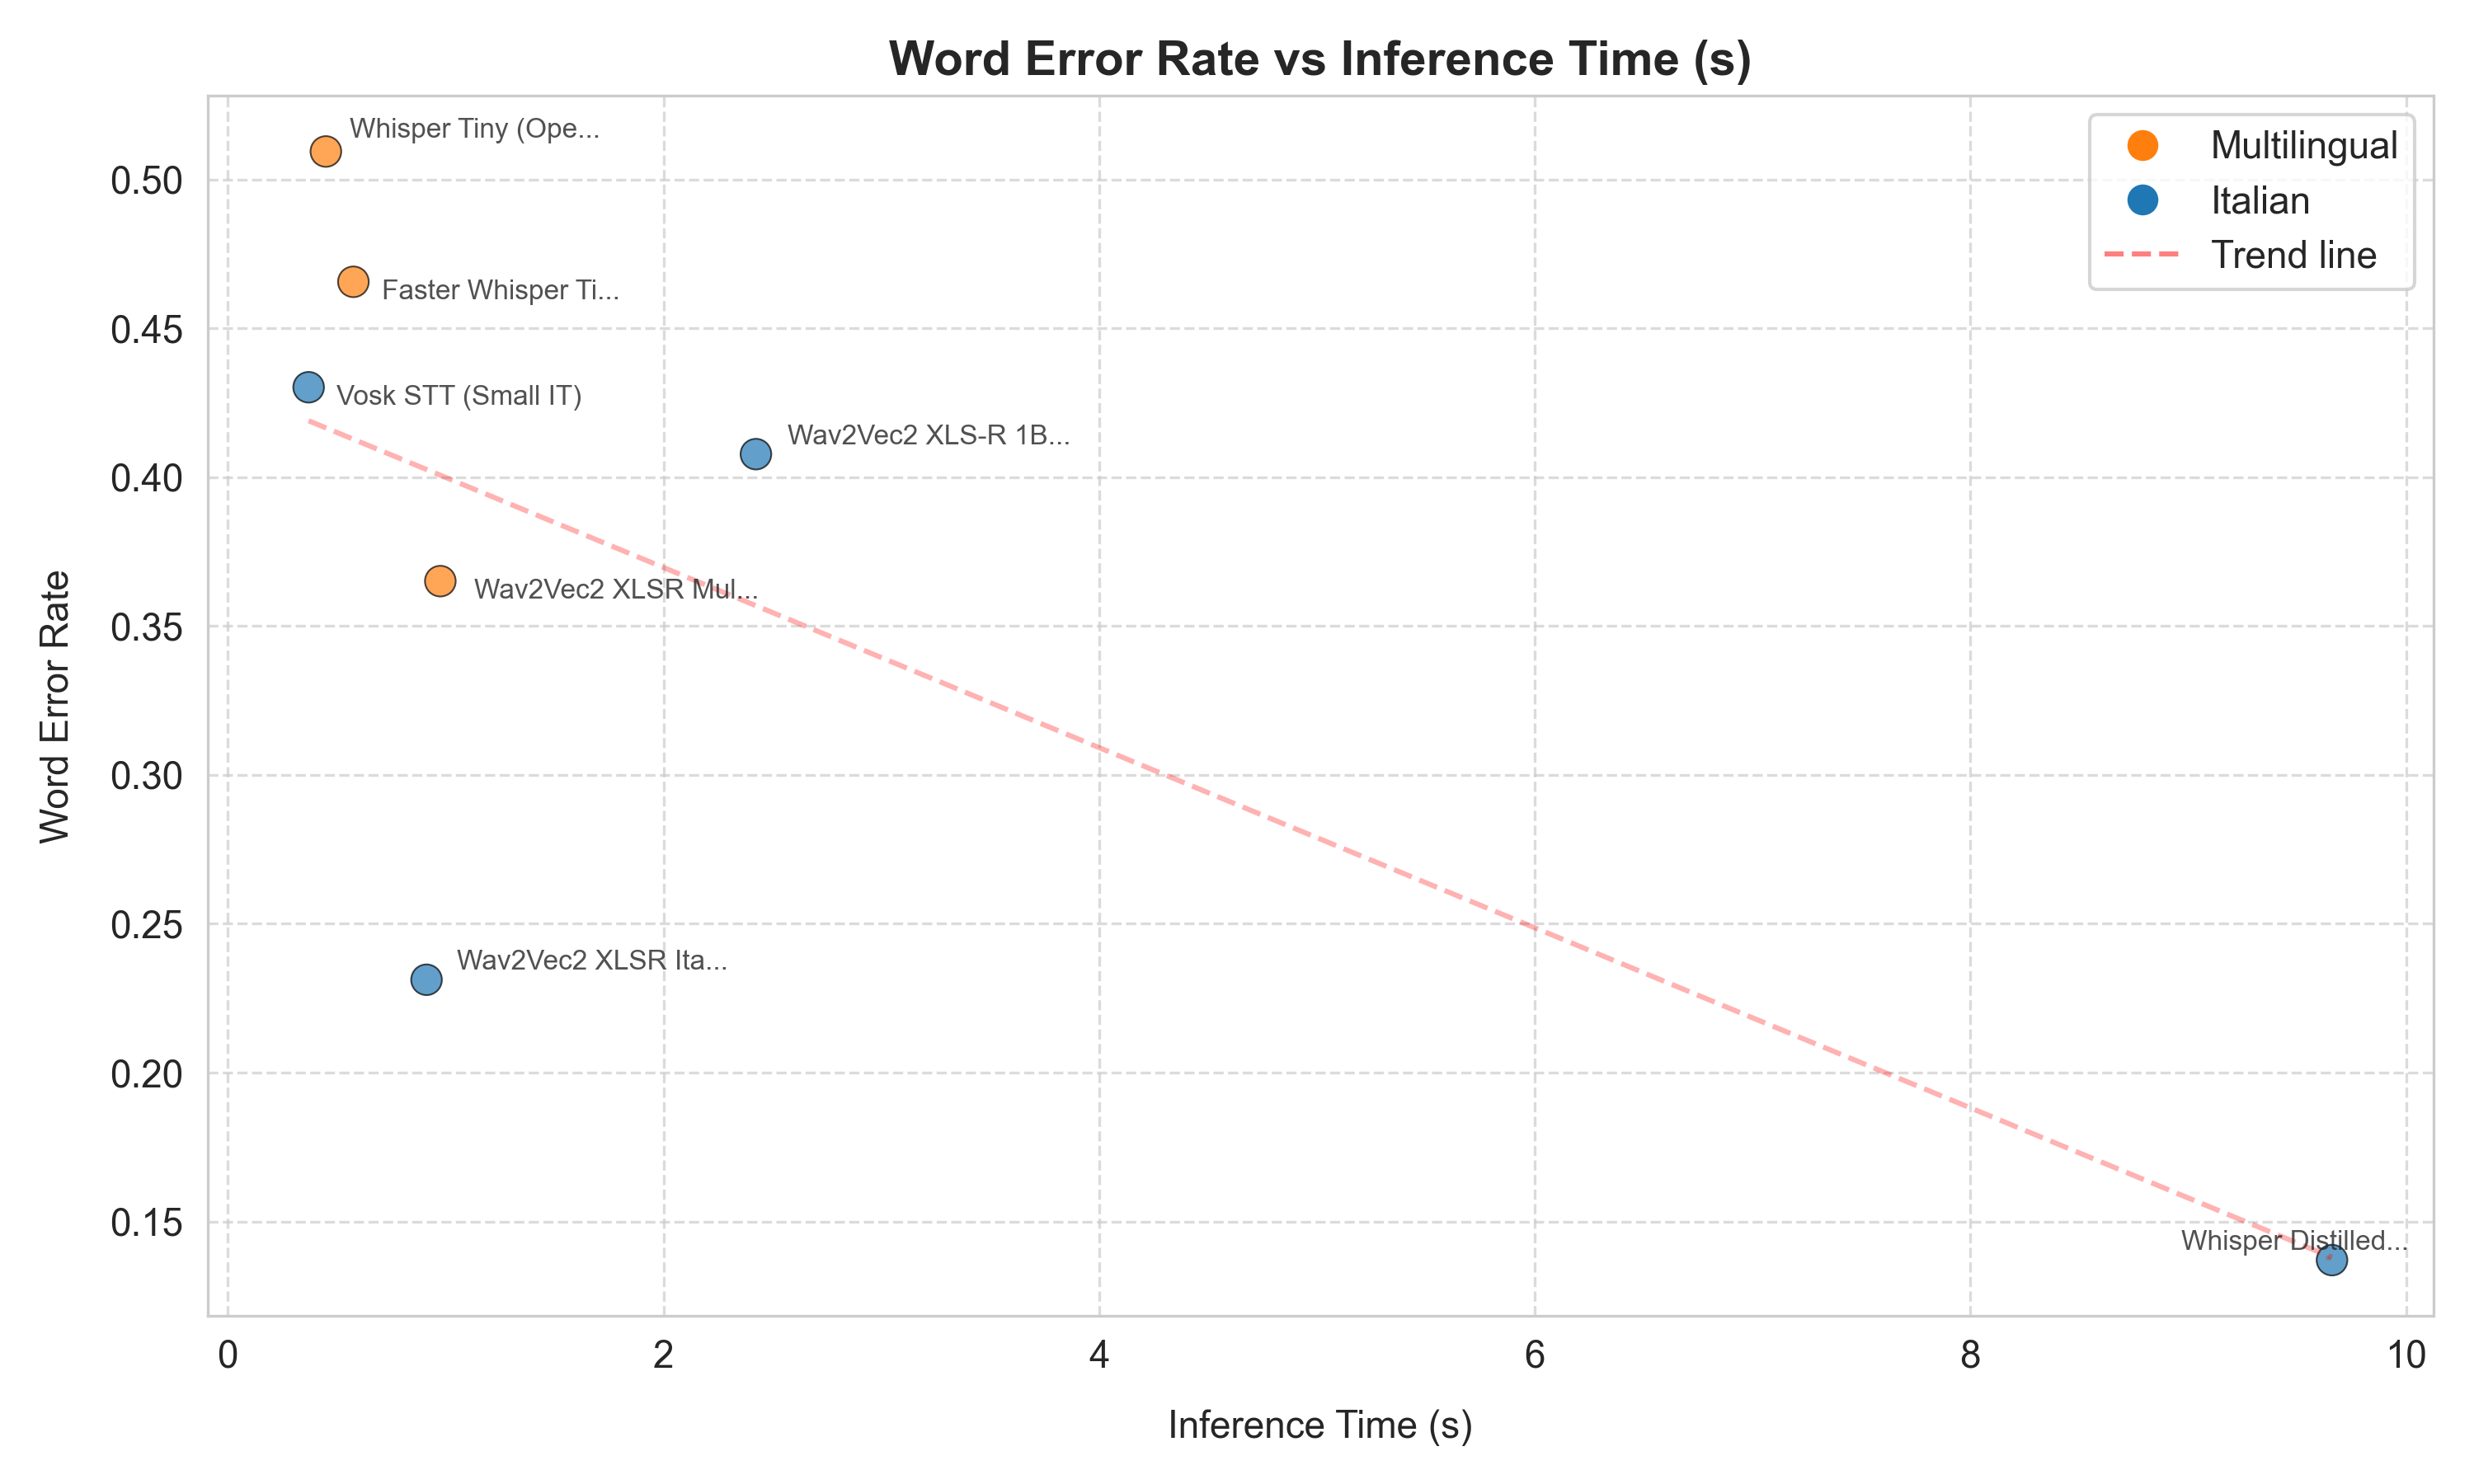 Word Error Rate vs Inference Time (s)
Whisper Tiny (Ope...
Multilingual
Italian
Trend line
0.50
Faster Whisper Ti...
0.45
Vosk STT (Small IT)
Wav2Vec2 XLS-R 1B...
0.40
Wav2Vec2 XLSR Mul...
0.35
Word Error Rate
0.30
0.25
Wav2Vec2 XLSR Ita...
0.20
0.15
Whisper Distilled...
0 2 4 6 8 10
Inference Time (s)